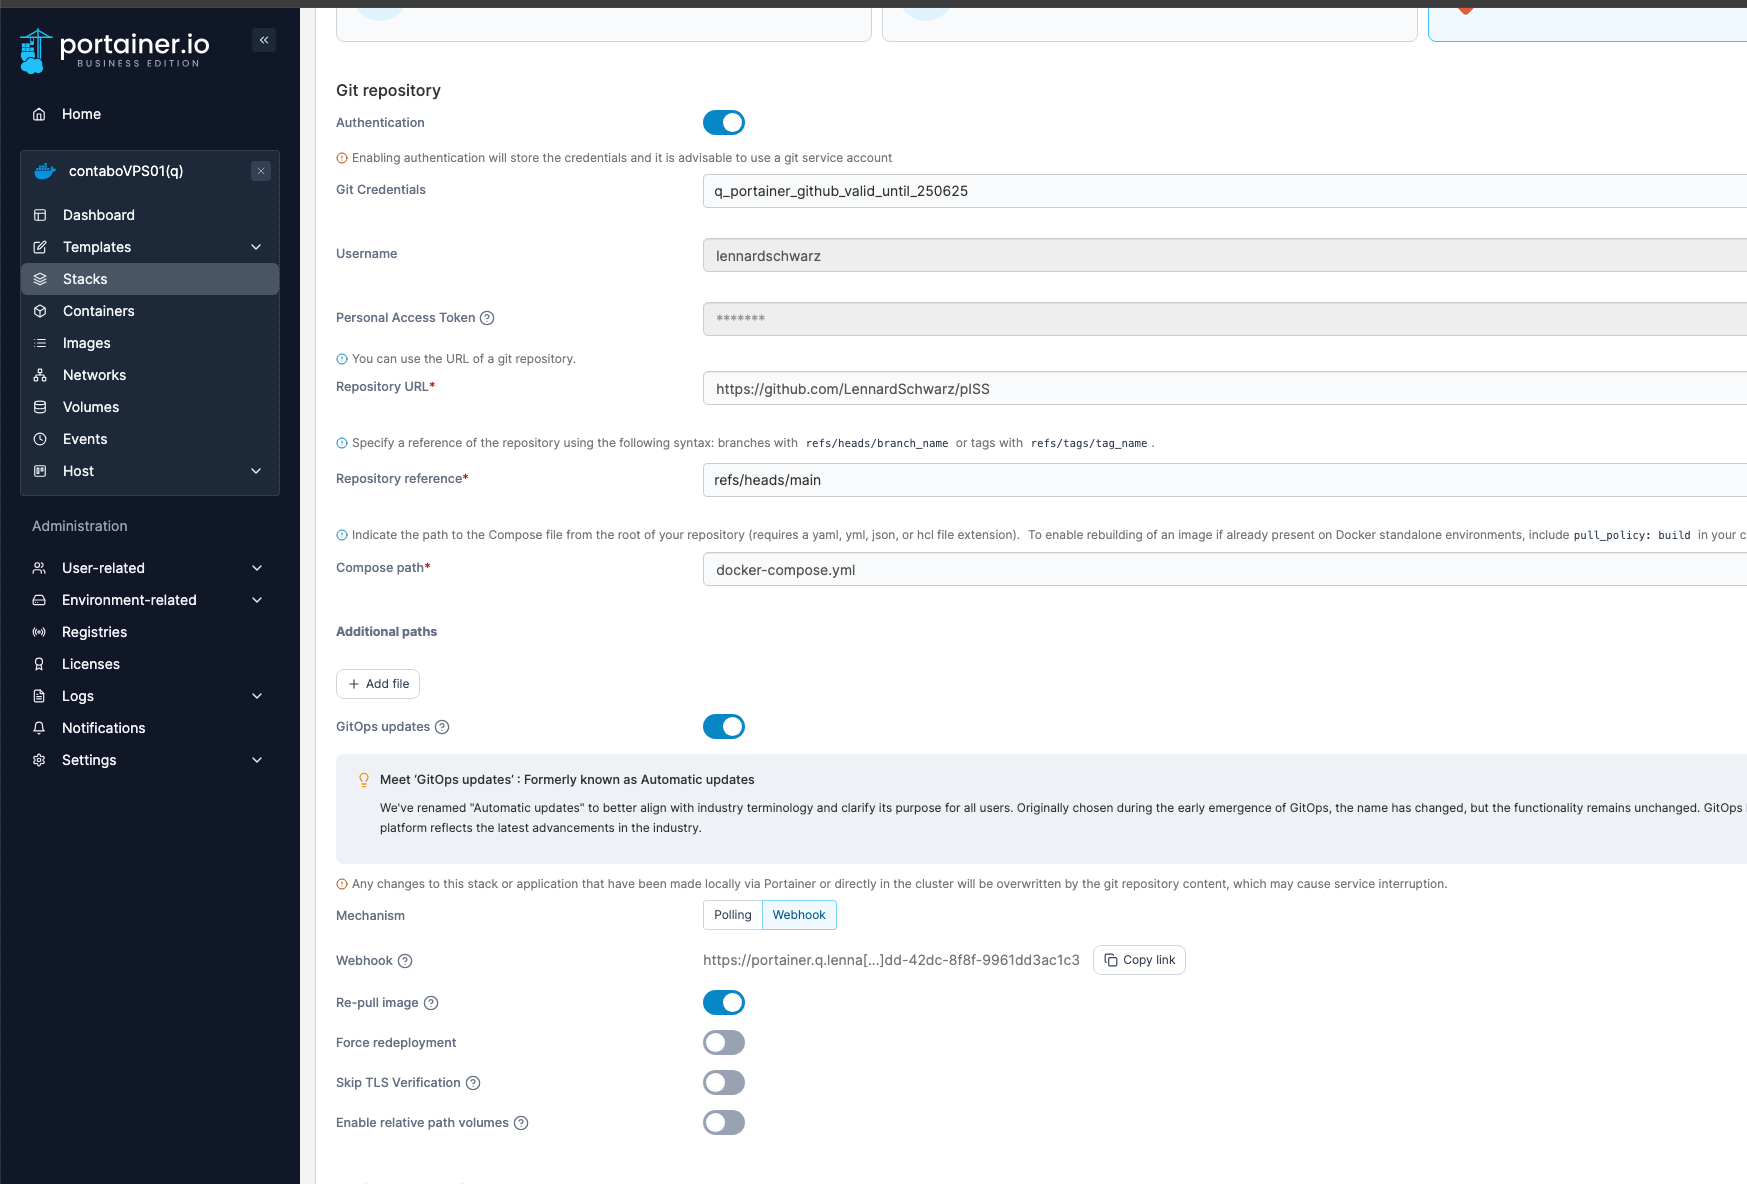 portainer.io
BUSINESS EDITION
Home
contaboVPS01(q)
Dashboard
Templates
Stacks
Containers
Images
Networks
Volumes
Events
Host
Administration
User-related
Environment-related
Registries
Licenses
Logs
Notifications
Settings
Git repository
Authentication
Enabling authentication will store the credentials and it is advisable to use a git service account
Git Credentials
q_portainer_github_valid_until_250625
Username
lennardschwarz
Personal Access Token
*******
You can use the URL of a git repository.
Repository URL*
https://github.com/LennardSchwarz/pISS
Specify a reference of the repository using the following syntax: branches with refs/heads/branch_name or tags with refs/tags/tag_name .
Repository reference*
refs/heads/main
Indicate the path to the Compose file from the root of your repository (requires a yaml, yml, json, or hcl file extension). To enable rebuilding of an image if already present on Docker standalone environments, include pull_policy: build in your c
Compose path*
docker-compose.yml
Additional paths
+ Add file
GitOps updates
Meet ‘GitOps updates’ : Formerly known as Automatic updates
We've renamed "Automatic updates" to better align with industry terminology and clarify its purpose for all users. Originally chosen during the early emergence of GitOps, the name has changed, but the functionality remains unchanged. GitOps
platform reflects the latest advancements in the industry.
Any changes to this stack or application that have been made locally via Portainer or directly in the cluster will be overwritten by the git repository content, which may cause service interruption.
Mechanism
Polling
Webhook
Webhook
https://portainer.q.lenna[...]dd-42dc-8f8f-9961dd3ac1c3
Copy link
Re-pull image
Force redeployment
Skip TLS Verification
Enable relative path volumes